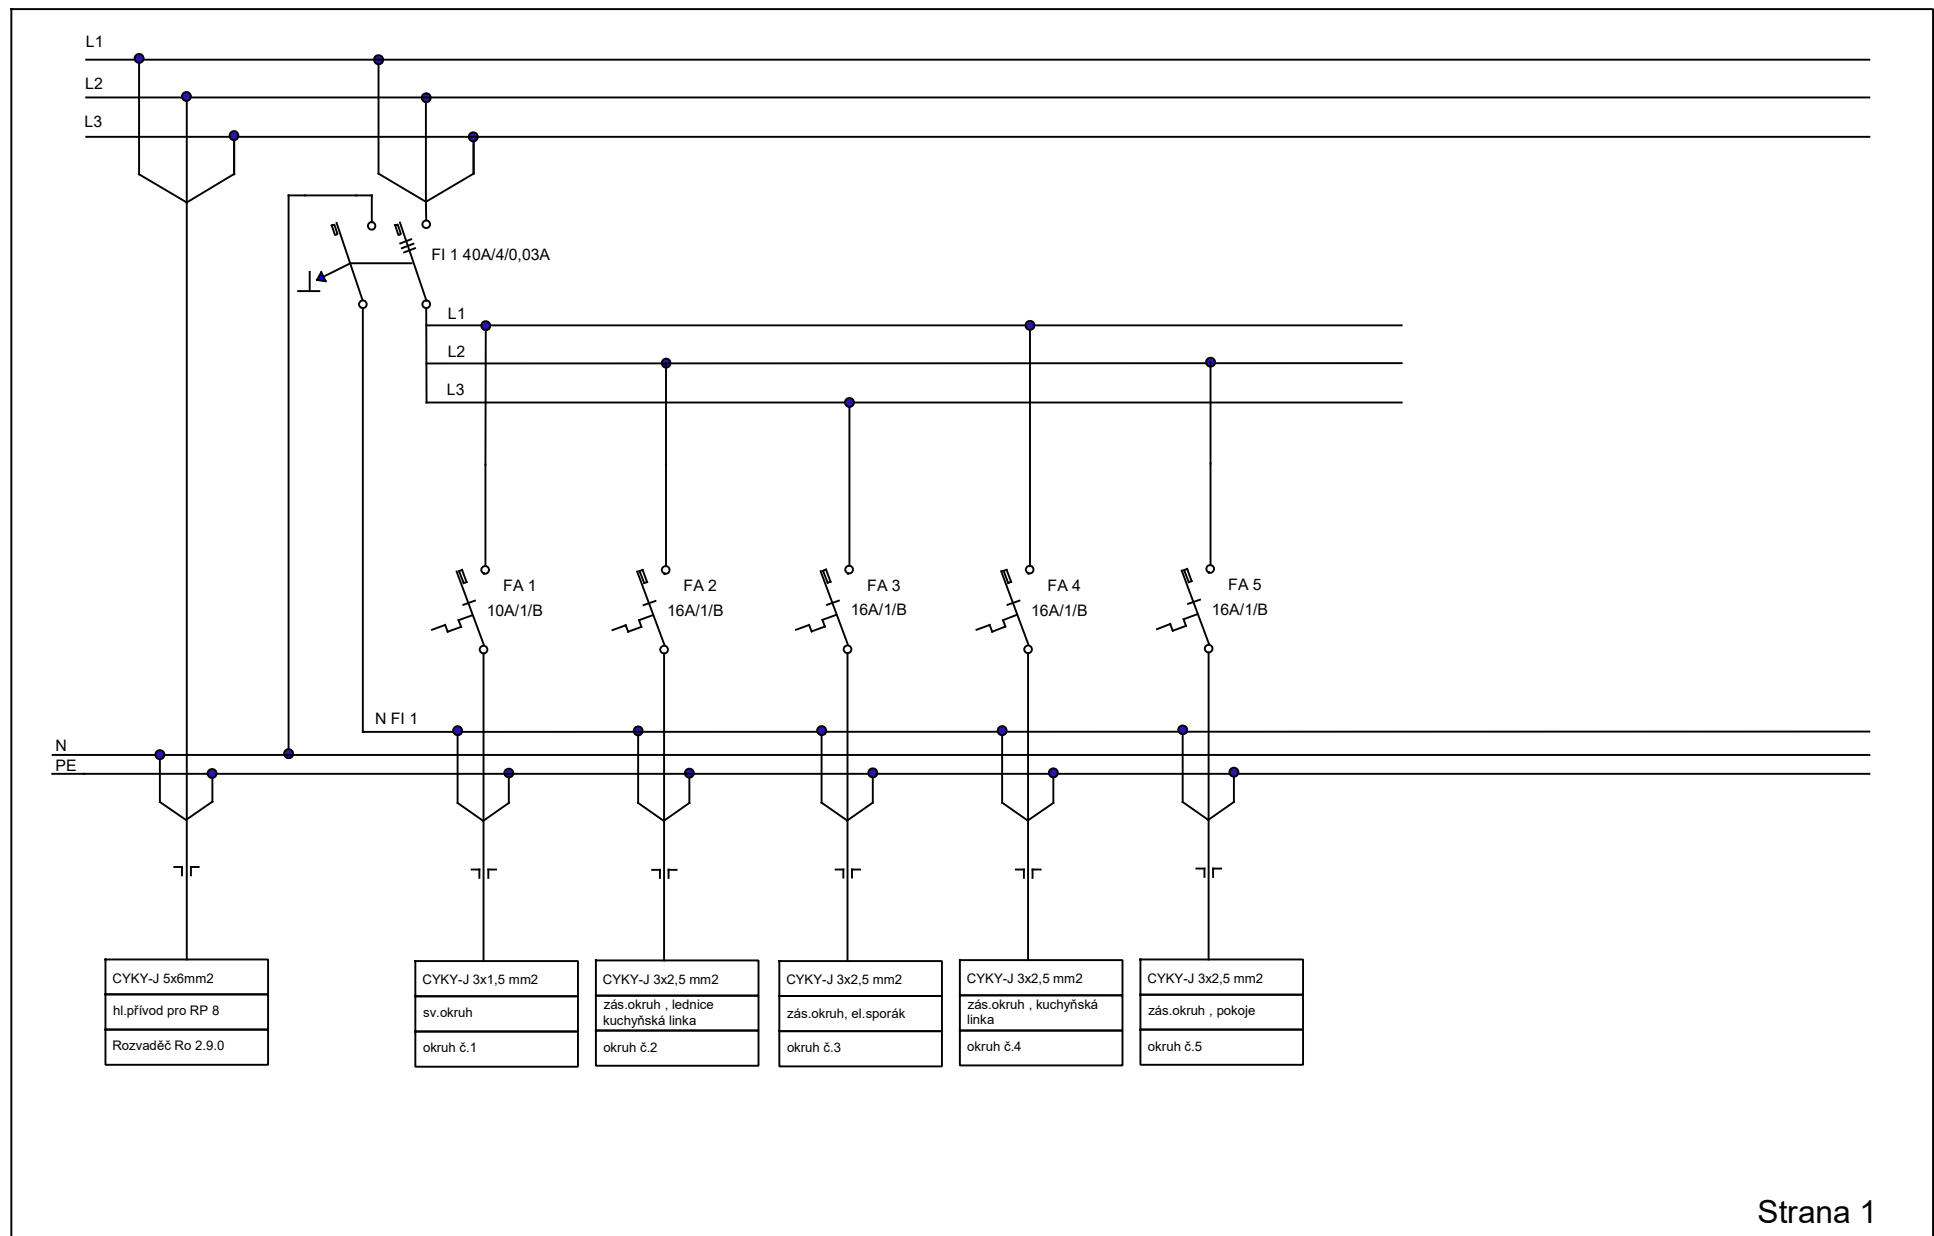 L1
L2
L3
FI 1 40A/4/0,03A
L1
L2
L3
FA 1
10A/1/B
FA 2
16A/1/B
FA 3
16A/1/B
FA 4
16A/1/B
FA 5
16A/1/B
N FI 1
N
PE
CYKY-J 5x6mm2
hl.přívod pro RP 8
Rozvaděč Ro 2.9.0
CYKY-J 3x1,5 mm2
sv.okruh
okruh č.1
CYKY-J 3x2,5 mm2
zás.okruh , lednice
kuchyňská linka
okruh č.2
CYKY-J 3x2,5 mm2
zás.okruh, el.sporák
okruh č.3
CYKY-J 3x2,5 mm2
zás.okruh , kuchyňská
linka
okruh č.4
CYKY-J 3x2,5 mm2
zás.okruh , pokoje
okruh č.5
Strana 1